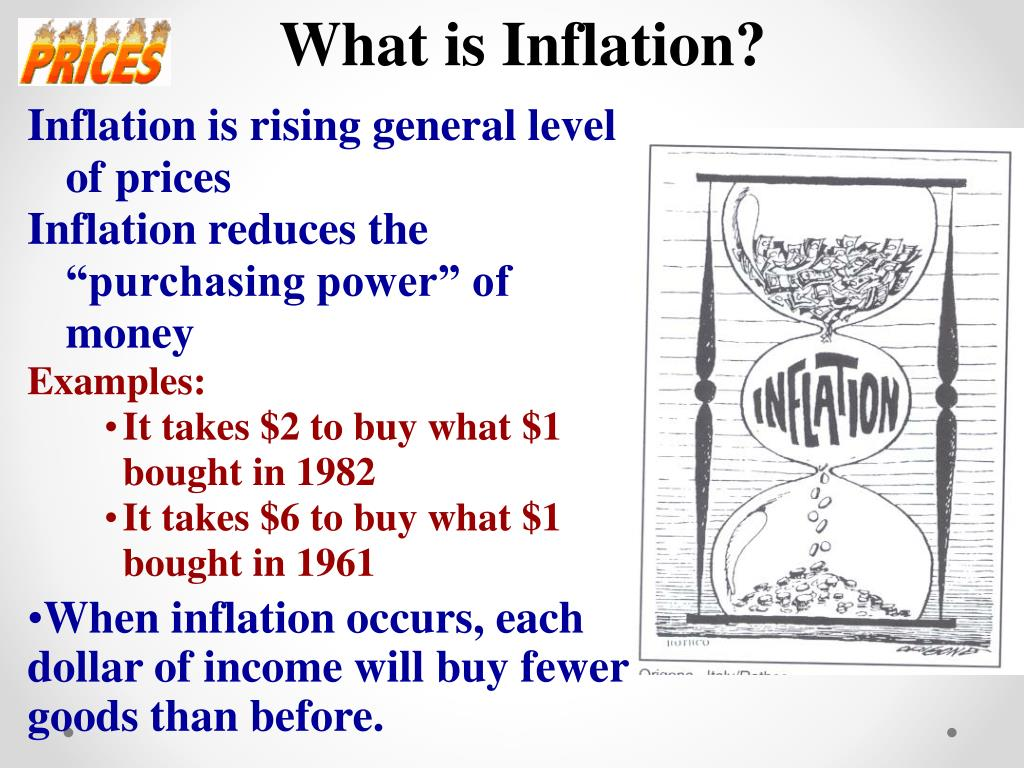 PRICES
What is Inflation?
Inflation is rising general level
of prices
Inflation reduces the
“purchasing power” of
money
Examples:
•It takes $2 to buy what $1
bought in 1982
•It takes $6 to buy what $1
bought in 1961
•When inflation occurs, each
dollar of income will buy fewer
goods than before.
INFLATION
ROTHCO